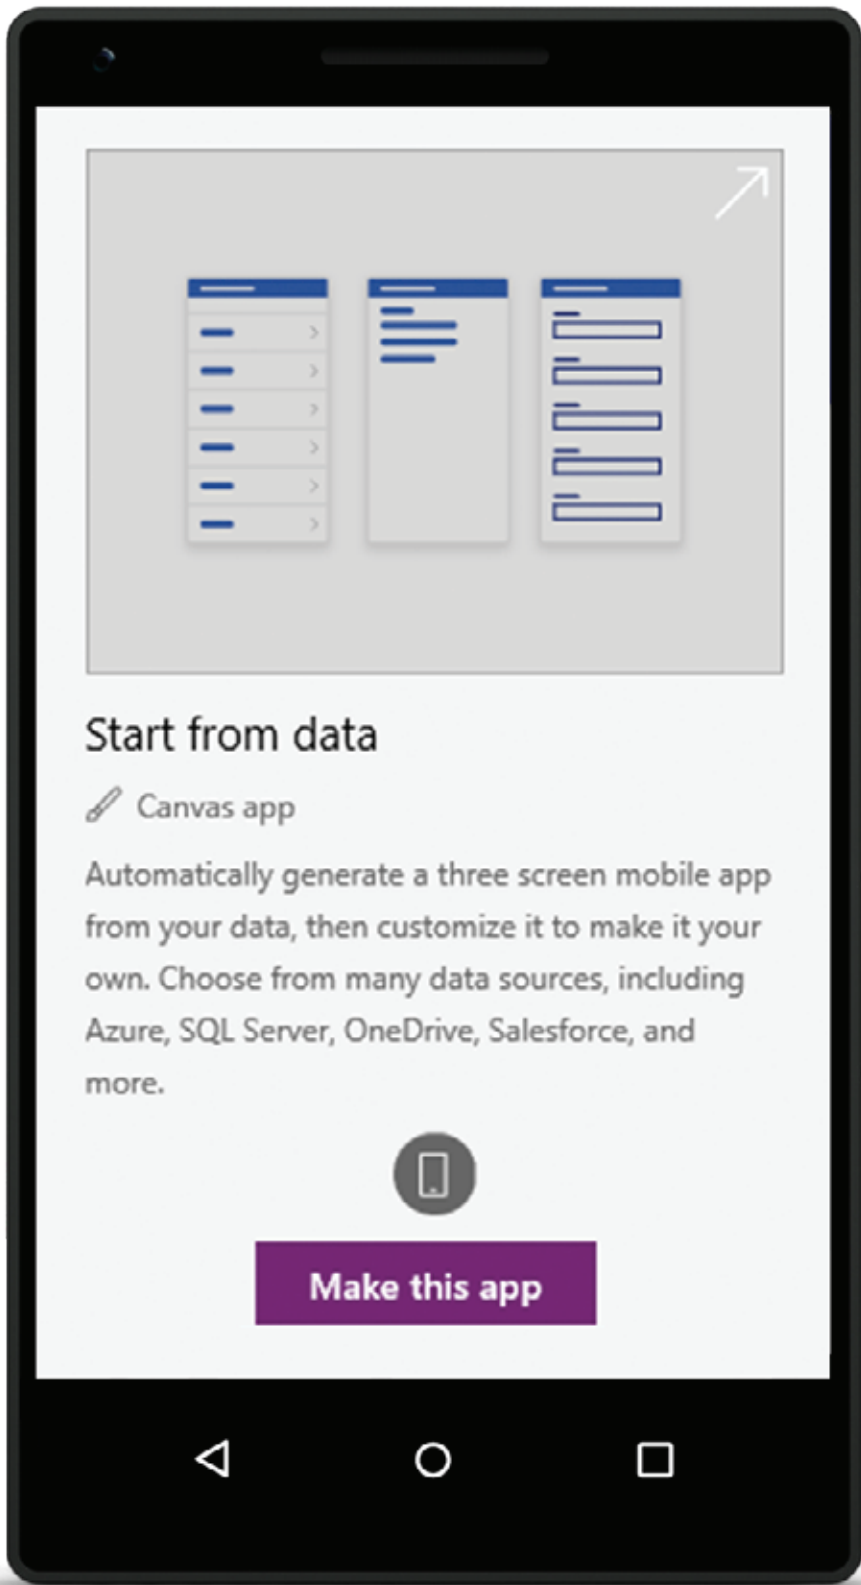 Start from data
Canvas app
Automatically generate a three screen mobile app
from your data, then customize it to make it your
own. Choose from many data sources, including
Azure, SQL Server, OneDrive, Salesforce, and
more.
Make this app